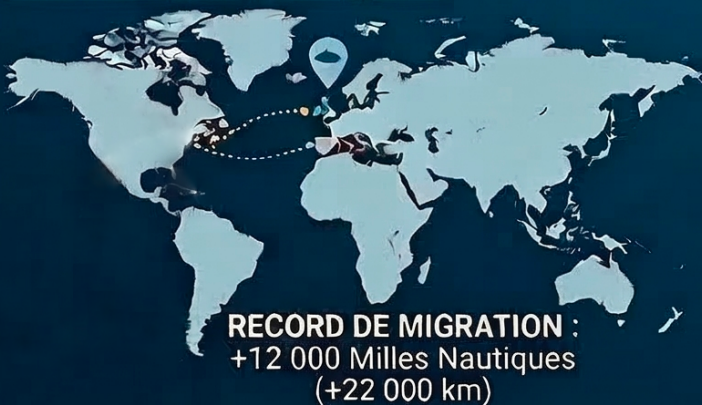 RECORD DE MIGRATION :
+12 000 Milles Nautiques
(+22 000 km)